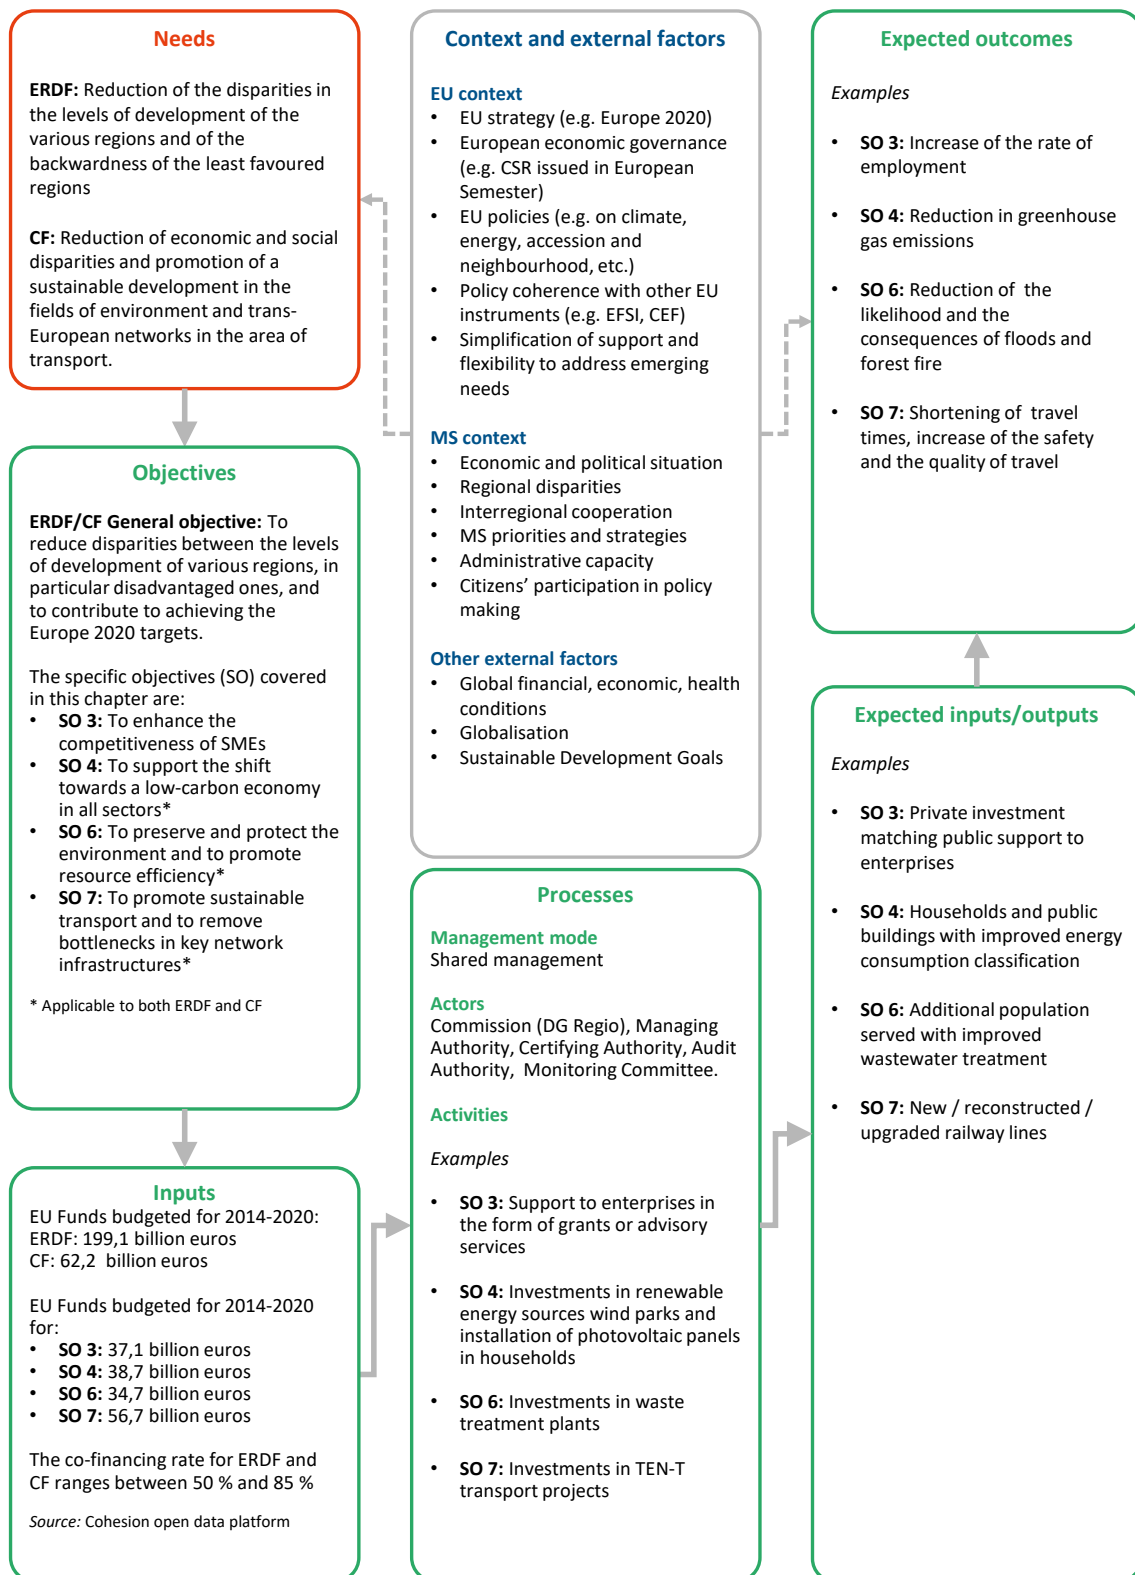 Needs
ERDF: Reduction of the disparities in
the levels of development of the
various regions and of the
backwardness of the least favoured
regions
CF: Reduction of economic and social
disparities and promotion of a
sustainable development in the
fields of environment and trans-
European networks in the area of
transport.
Objectives
ERDF/CF General objective: To
reduce disparities between the levels
of development of various regions, in
particular disadvantaged ones, and
to contribute to achieving the
Europe 2020 targets.
The specific objectives (SO) covered
in this chapter are:
• SO 3: To enhance the
competitiveness of SMEs
• SO 4: To support the shift
towards a low-carbon economy
in all sectors*
• SO 6: To preserve and protect the
environment and to promote
resource efficiency*
• SO 7: To promote sustainable
transport and to remove
bottlenecks in key network
infrastructures*
* Applicable to both ERDF and CF
Inputs
EU Funds budgeted for 2014-2020:
ERDF: 199,1 billion euros
CF: 62,2 billion euros
EU Funds budgeted for 2014-2020
for:
• SO 3: 37,1 billion euros
• SO 4: 38,7 billion euros
• SO 6: 34,7 billion euros
• SO 7: 56,7 billion euros
The co-financing rate for ERDF and
CF ranges between 50 % and 85 %
Source: Cohesion open data platform
Context and external factors
EU context
• EU strategy (e.g. Europe 2020)
• European economic governance
(e.g. CSR issued in European
Semester)
• EU policies (e.g. on climate,
energy, accession and
neighbourhood, etc.)
• Policy coherence with other EU
instruments (e.g. EFSI, CEF)
• Simplification of support and
flexibility to address emerging
needs
MS context
• Economic and political situation
• Regional disparities
• Interregional cooperation
• MS priorities and strategies
• Administrative capacity
• Citizens’ participation in policy
making
Other external factors
• Global financial, economic, health
conditions
• Globalisation
• Sustainable Development Goals
Processes
Management mode
Shared management
Actors
Commission (DG Regio), Managing
Authority, Certifying Authority, Audit
Authority, Monitoring Committee.
Activities
Examples
• SO 3: Support to enterprises in
the form of grants or advisory
services
• SO 4: Investments in renewable
energy sources wind parks and
installation of photovoltaic panels
in households
• SO 6: Investments in waste
treatment plants
• SO 7: Investments in TEN-T
transport projects
Expected outcomes
Examples
• SO 3: Increase of the rate of
employment
• SO 4: Reduction in greenhouse
gas emissions
• SO 6: Reduction of the
likelihood and the
consequences of floods and
forest fire
• SO 7: Shortening of travel
times, increase of the safety
and the quality of travel
Expected inputs/outputs
Examples
• SO 3: Private investment
matching public support to
enterprises
• SO 4: Households and public
buildings with improved energy
consumption classification
• SO 6: Additional population
served with improved
wastewater treatment
• SO 7: New / reconstructed /
upgraded railway lines